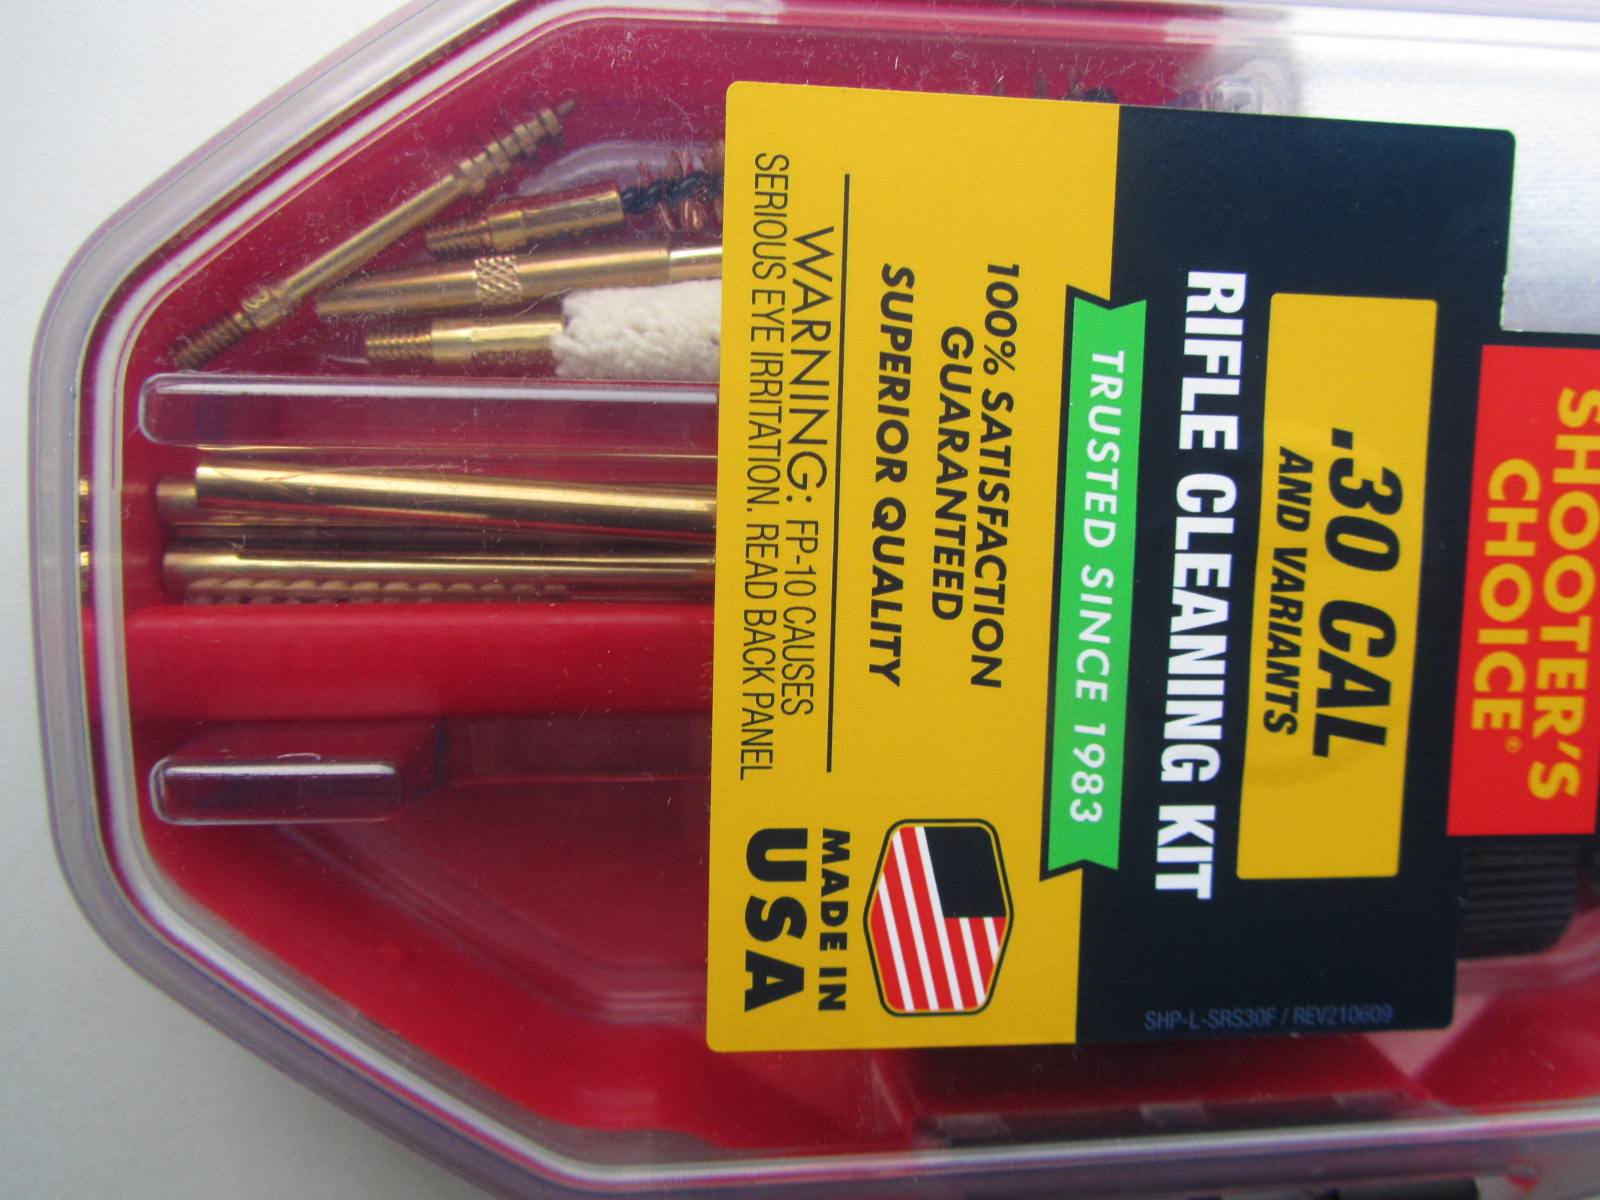 SHOOTER'S
CHOICE®
.30 CAL
AND VARIANTS
RIFLE CLEANING KIT
TRUSTED SINCE 1983
100% SATISFACTION
GUARANTEED
SUPERIOR QUALITY
WARNING: FP-10 CAUSES
SERIOUS EYE IRRITATION. READ BACK PANEL
MADE IN
USA
SHP-L-SRS30F / REV210609